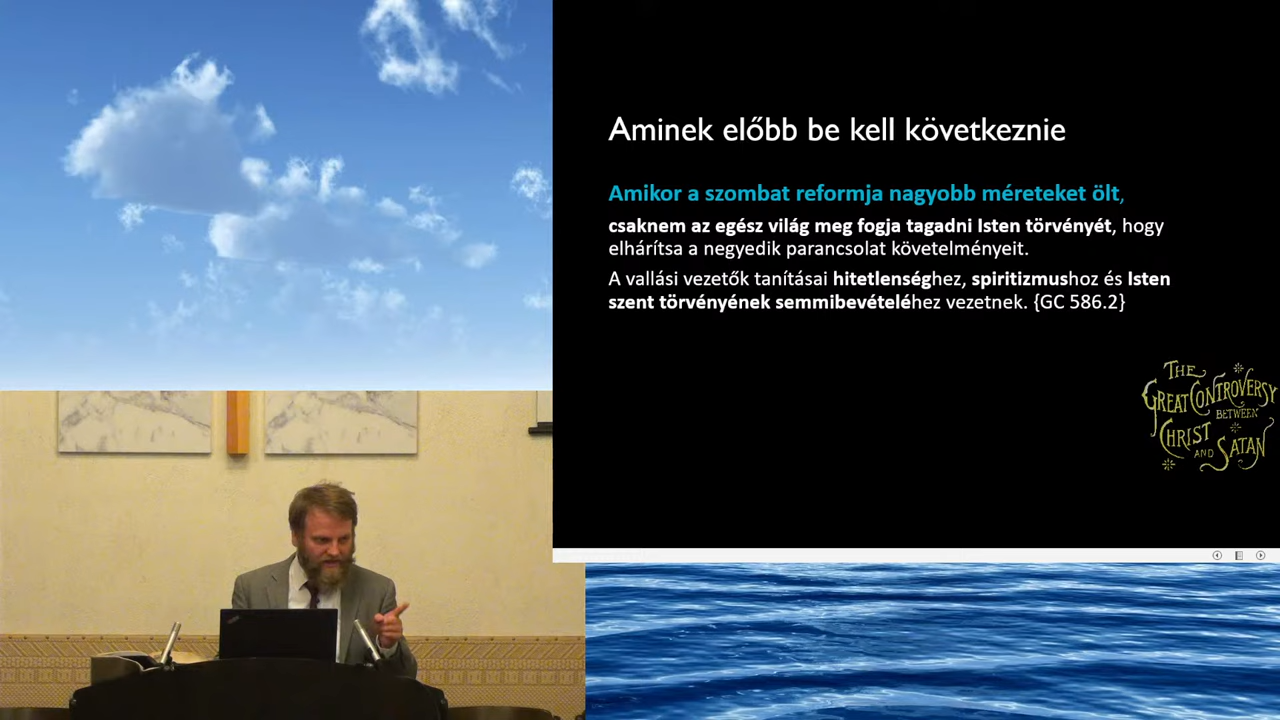 Aminek előbb be kell következnie
Amikor a szombat reformja nagyobb méreteket ölt,
csaknem az egész világ meg fogja tagadni Isten törvényét, hogy
elhárítsa a negyedik parancsolat követelményeit.
A vallási vezetők tanításai hitetlenséghez, spiritizmushoz és Isten
szent törvényének semmibevételéhez vezetnek. {GC 586.2}
THE
GREAT CONTROVERSY
BETWEEN
CHRIST
AND SATAN